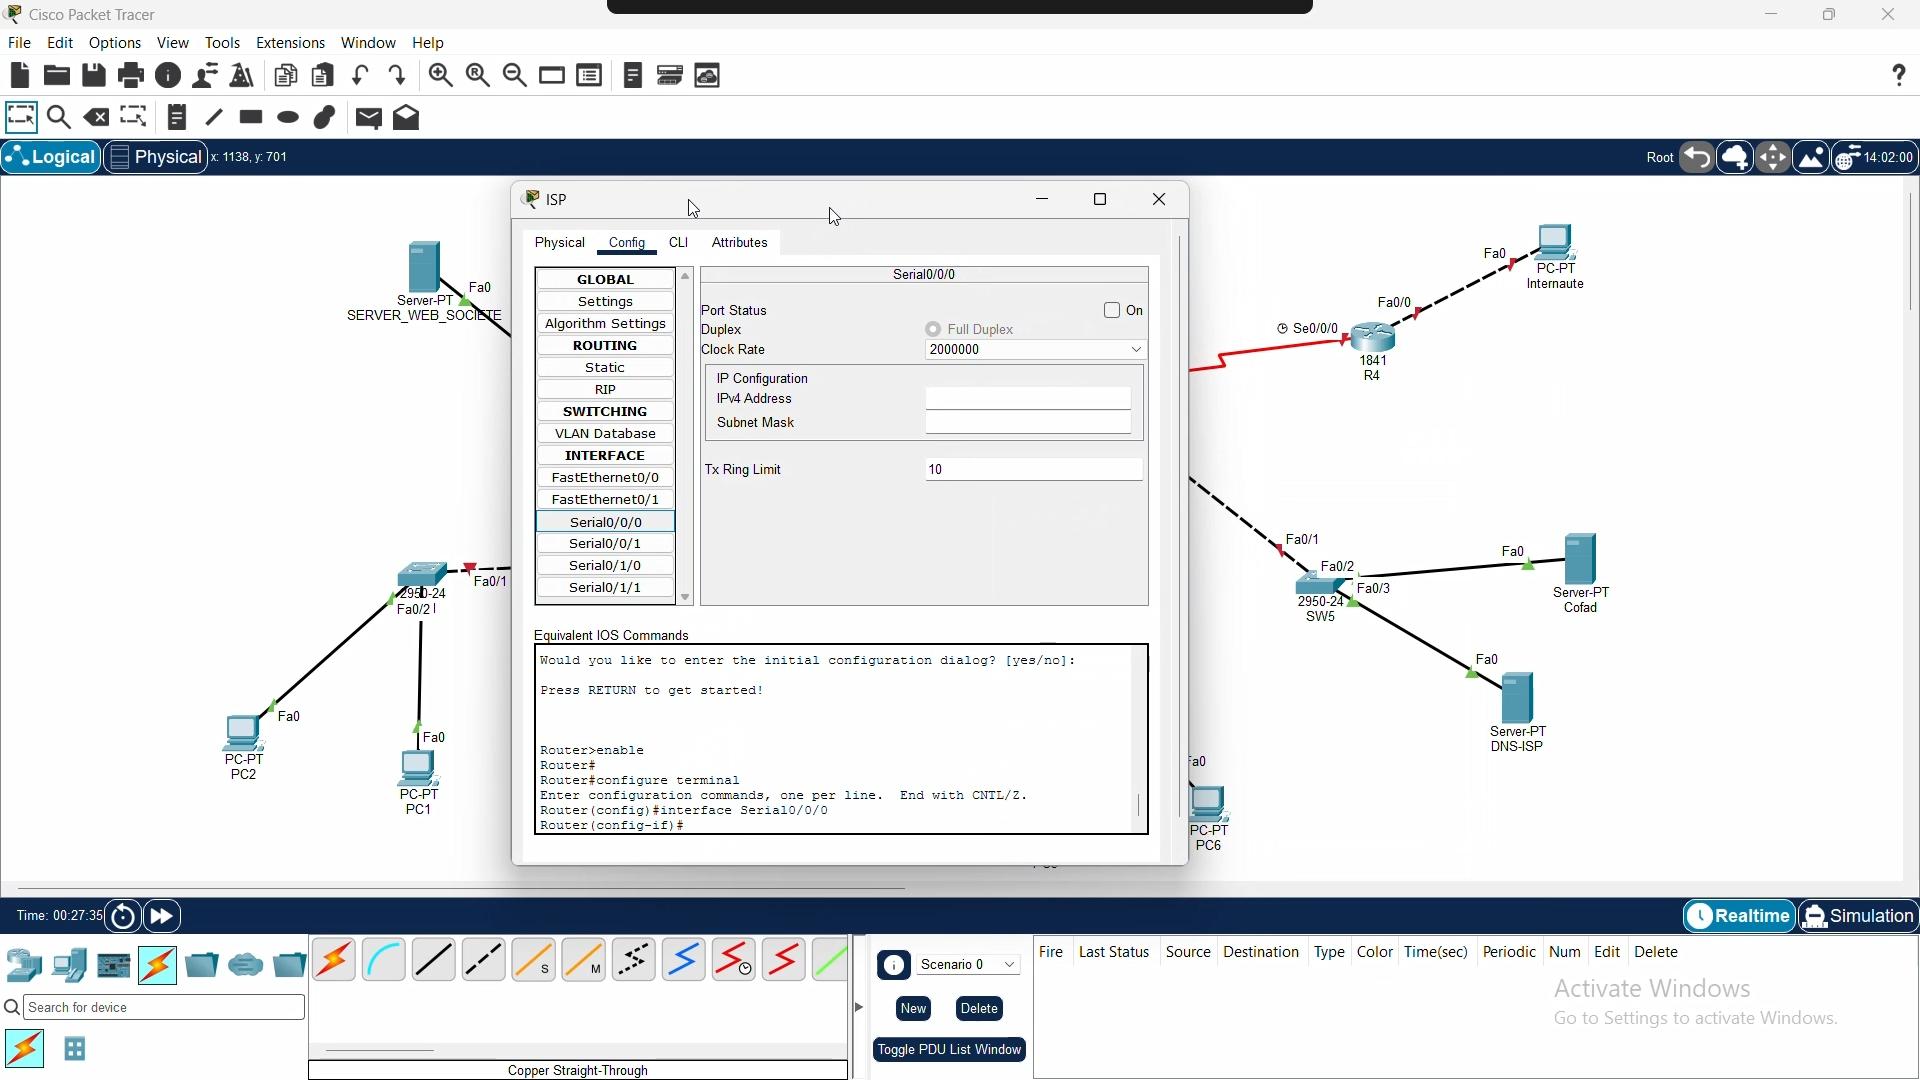 Cisco Packet Tracer
File Edit Options View Tools Extensions Window Help
Logical Physical x: 1138, y: 701 Root 14:02:00
ISP
Physical Config CLI Attributes
GLOBAL
Settings
Algorithm Settings
ROUTING
Static
RIP
SWITCHING
VLAN Database
INTERFACE
FastEthernet0/0
FastEthernet0/1
Serial0/0/0
Serial0/0/1
Serial0/1/0
Serial0/1/1
Serial0/0/0
Port Status On
Duplex Full Duplex
Clock Rate 2000000
IP Configuration
IPv4 Address
Subnet Mask
Tx Ring Limit 10
Equivalent IOS Commands
Would you like to enter the initial configuration dialog? [yes/no]:
Press RETURN to get started!
Router>enable
Router#
Router#configure terminal
Enter configuration commands, one per line. End with CNTL/Z.
Router(config)#interface Serial0/0/0
Router(config-if)#
Fa0
Server-PT
SERVER_WEB_SOCIETE
Fa0/1
2950-24
Fa0/2
Fa0
PC-PT
PC2
Fa0
PC-PT
PC1
Fa0
PC-PT
Internaute
Fa0/0
Se0/0/0
1841
R4
Fa0/1
Fa0/2
Fa0/3
2950-24
SW5
Fa0
Server-PT
Cofad
Fa0
Server-PT
DNS-ISP
PC-PT
PC6
Time: 00:27:35 Realtime Simulation
Search for device
Copper Straight-Through
Scenario 0
New Delete
Toggle PDU List Window
Fire Last Status Source Destination Type Color Time(sec) Periodic Num Edit Delete
Activate Windows
Go to Settings to activate Windows.